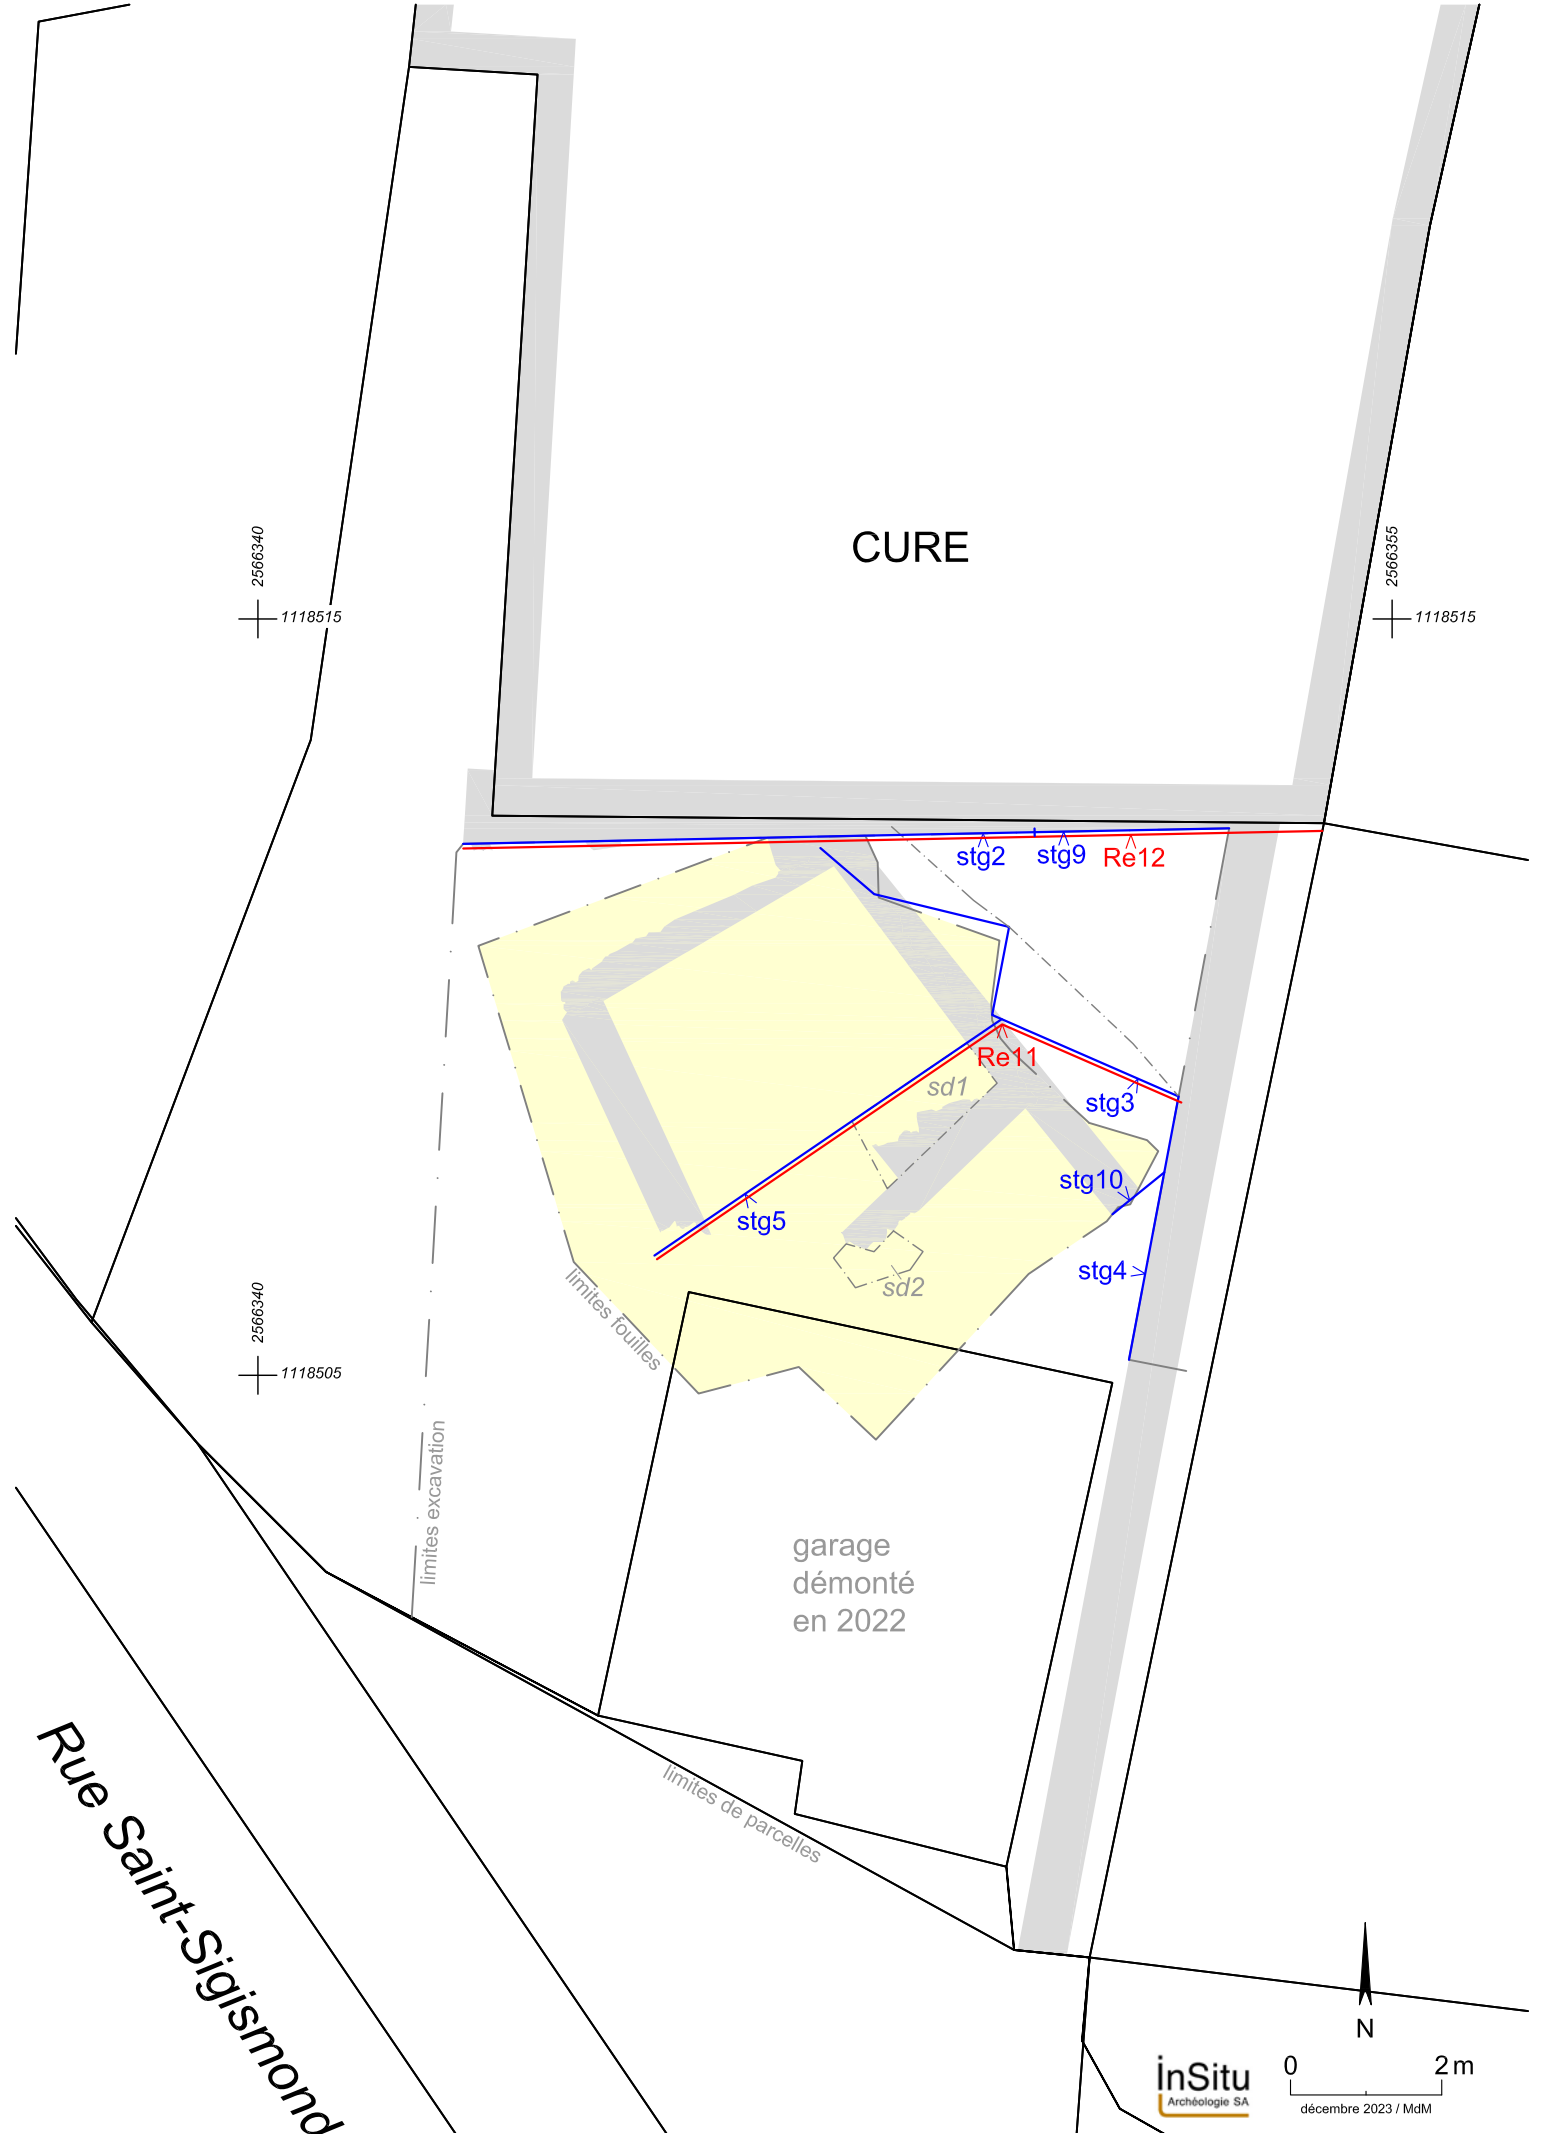 CURE
2566340
1118515
2566355
1118515
stg2
stg9
Re12
Re11
sd1
stg3
stg10
stg5
stg4
sd2
limites fouilles
2566340
1118505
limites excavation
garage
démonté
en 2022
limites de parcelles
Rue Saint-Sigismond
N
inSitu
Archéologie SA
0 2 m
décembre 2023 / MdM